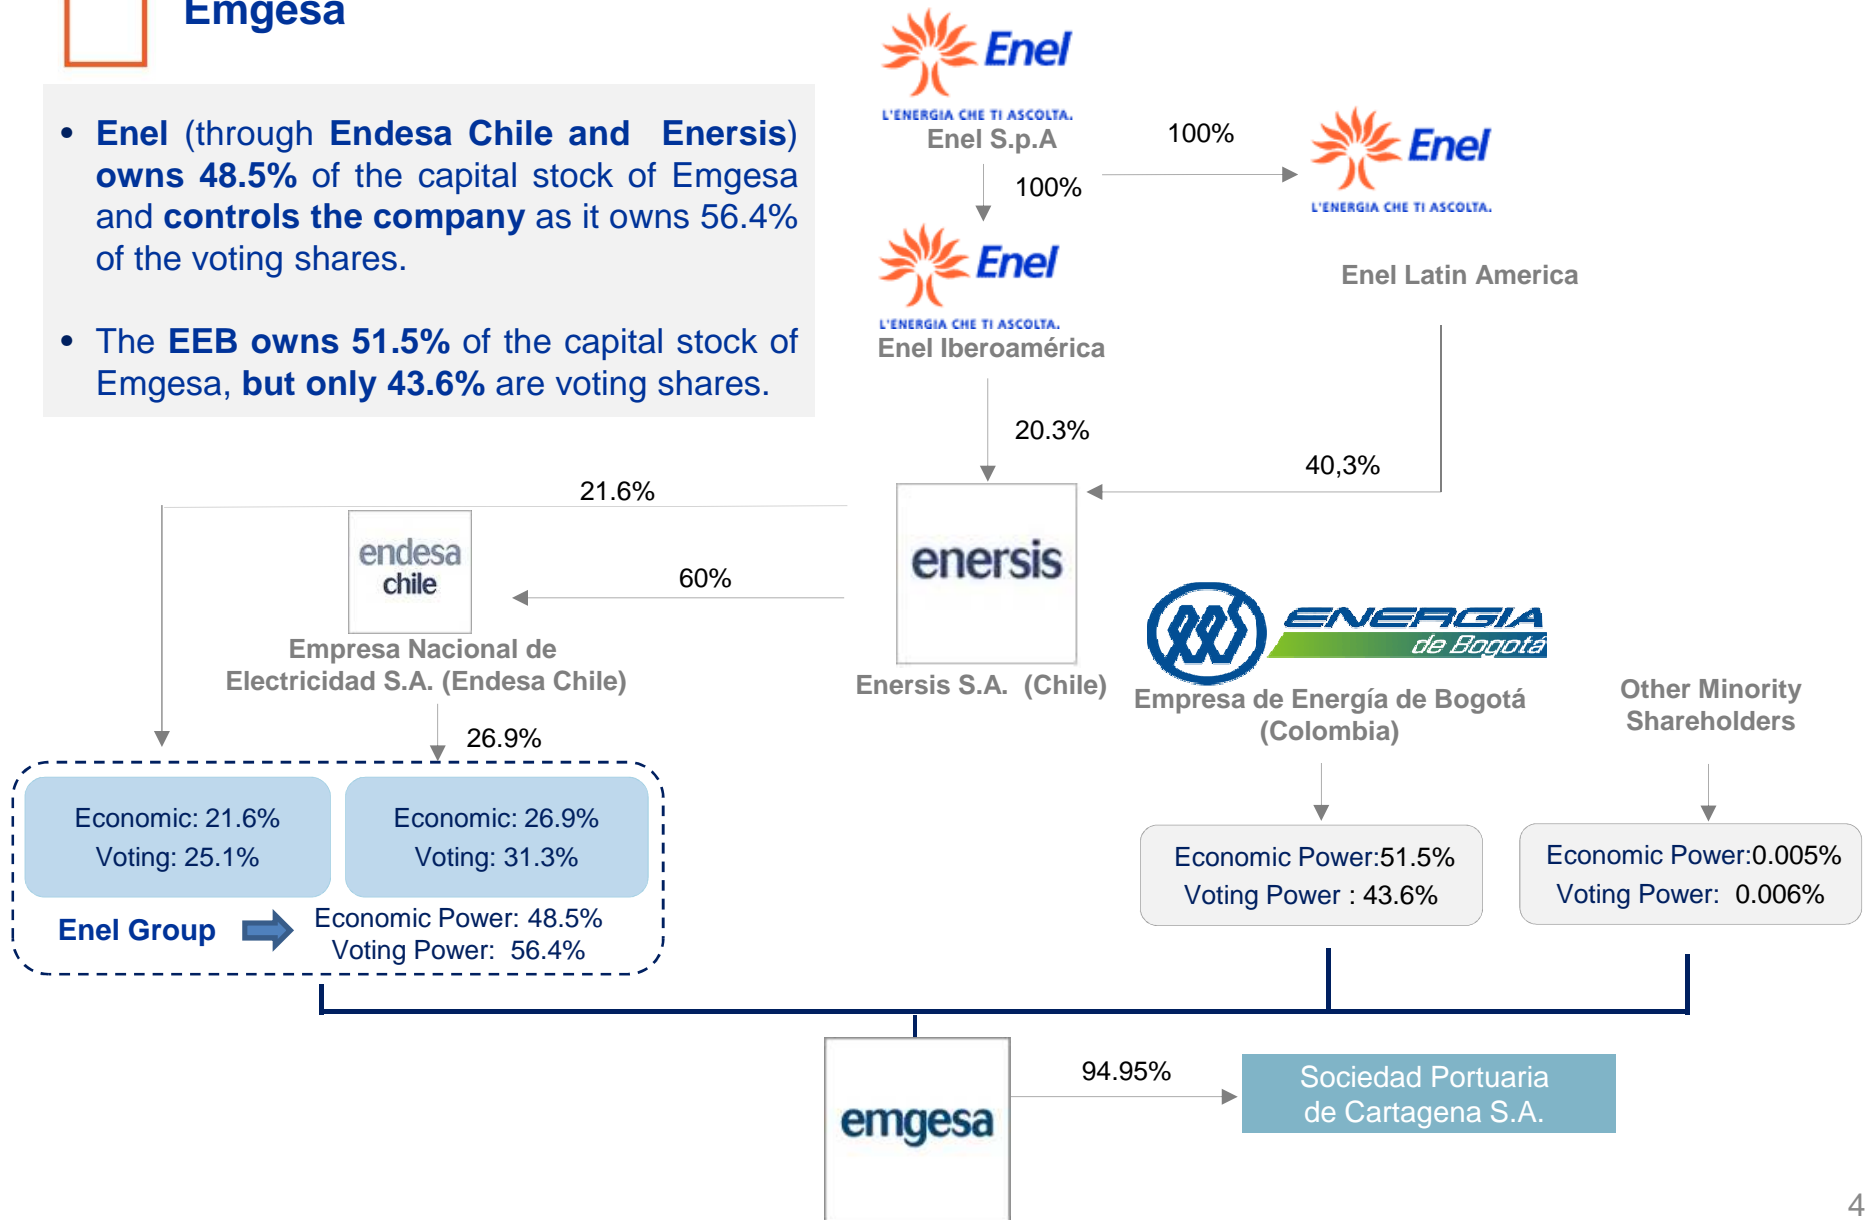 Emgesa
• Enel (through Endesa Chile and Enersis)
owns 48.5% of the capital stock of Emgesa
and controls the company as it owns 56.4%
of the voting shares.
• The EEB owns 51.5% of the capital stock of
Emgesa, but only 43.6% are voting shares.
Enel
L'ENERGIA CHE TI ASCOLTA.
Enel S.p.A
100%
100%
Enel
L'ENERGIA CHE TI ASCOLTA.
Enel Latin America
Enel
L'ENERGIA CHE TI ASCOLTA.
Enel Iberoamérica
20.3%
40,3%
21.6%
60%
endesa
chile
Empresa Nacional de
Electricidad S.A. (Endesa Chile)
26.9%
enersis
Enersis S.A. (Chile)
ENERGIA
de Bogotá
Empresa de Energía de Bogotá
(Colombia)
Other Minority
Shareholders
Economic: 21.6%
Voting: 25.1%
Economic: 26.9%
Voting: 31.3%
Enel Group
Economic Power: 48.5%
Voting Power: 56.4%
Economic Power:51.5%
Voting Power : 43.6%
Economic Power:0.005%
Voting Power: 0.006%
emgesa
94.95%
Sociedad Portuaria
de Cartagena S.A.
4